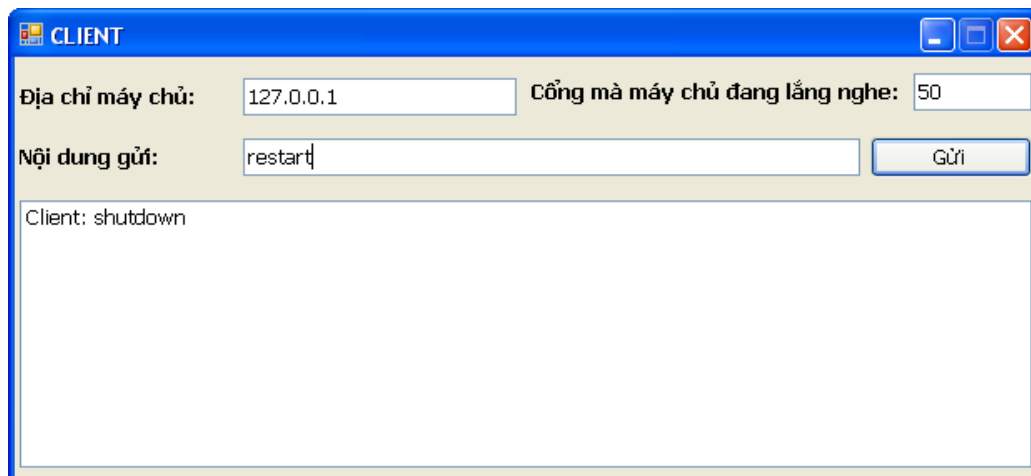 CLIENT
Địa chỉ máy chủ: 127.0.0.1 Cổng mà máy chủ đang lắng nghe: 50
Nội dung gửi: restart Gửi
Client: shutdown